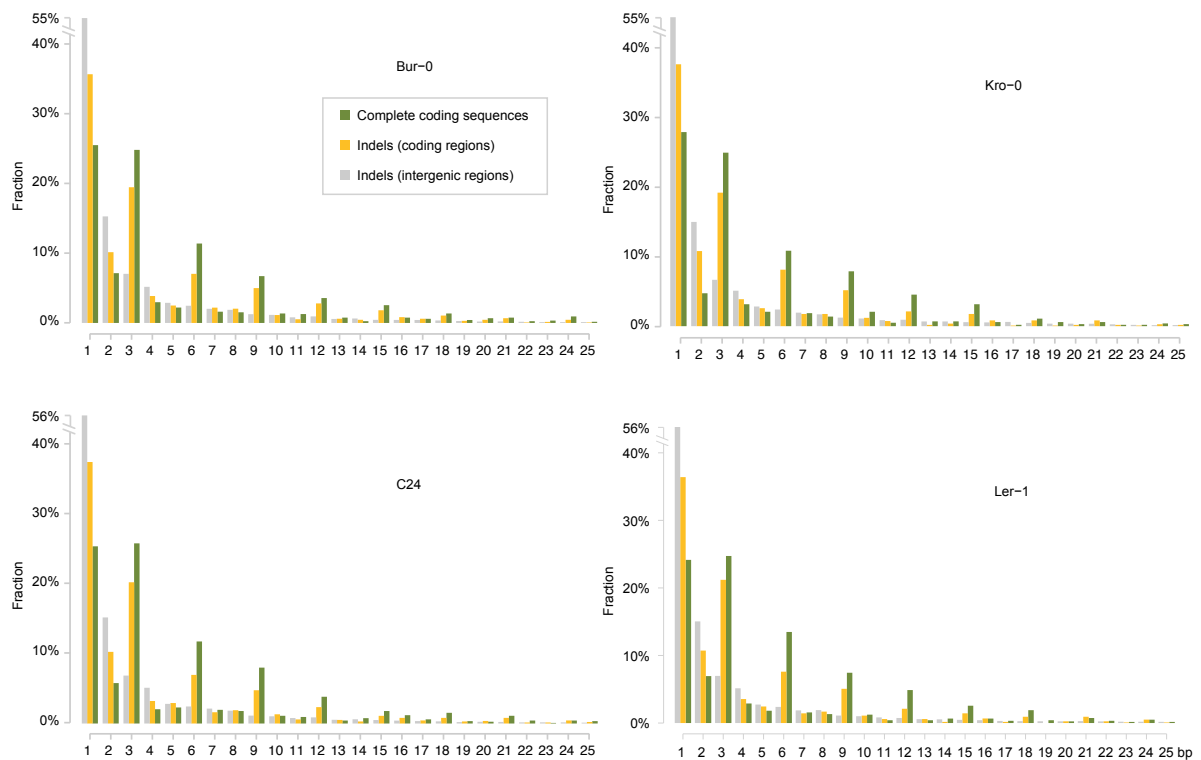 55%
40%
30%
20%
10%
0%
Fraction
Bur−0
Complete coding sequences
Indels (coding regions)
Indels (intergenic regions)
1 2 3 4 5 6 7 8 9 10 11 12 13 14 15 16 17 18 19 20 21 22 23 24 25
55%
40%
30%
20%
10%
0%
Fraction
Kro−0
1 2 3 4 5 6 7 8 9 10 11 12 13 14 15 16 17 18 19 20 21 22 23 24 25
56%
40%
30%
20%
10%
0%
Fraction
C24
1 2 3 4 5 6 7 8 9 10 11 12 13 14 15 16 17 18 19 20 21 22 23 24 25
56%
40%
30%
20%
10%
0%
Fraction
Ler−1
1 2 3 4 5 6 7 8 9 10 11 12 13 14 15 16 17 18 19 20 21 22 23 24 25 bp